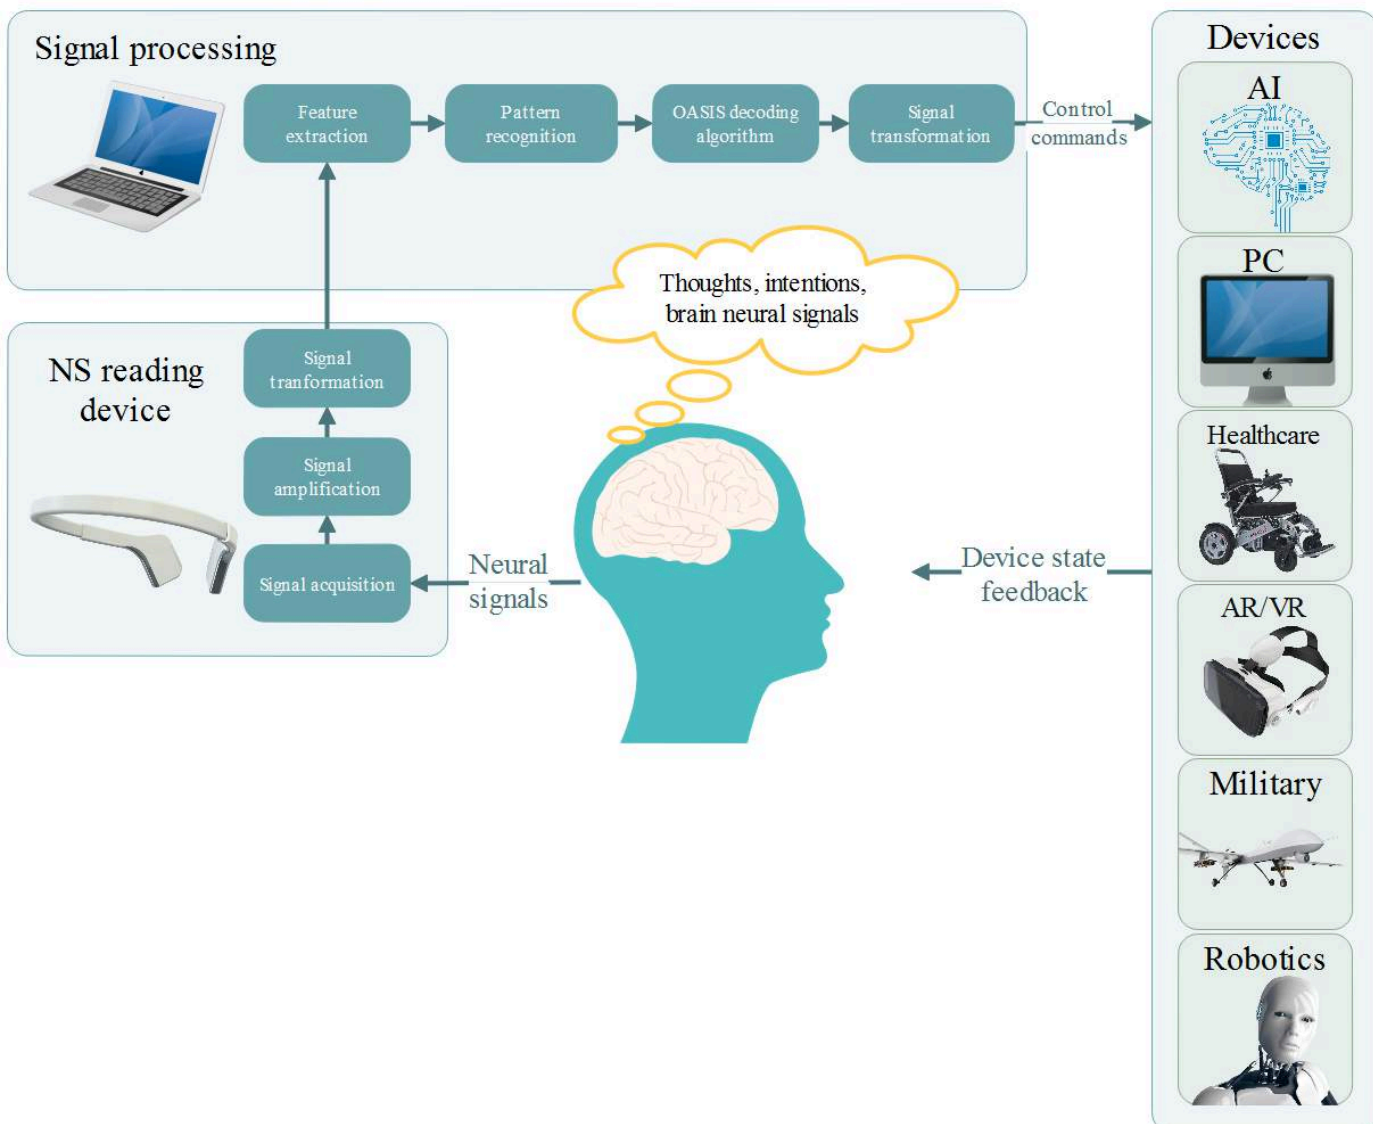 Signal processing
Feature
extraction
Pattern
recognition
OASIS decoding
algorithm
Signal
transformation
Control
commands
Devices
AI
PC
Healthcare
AR/VR
Military
Robotics
Thoughts, intentions,
brain neural signals
NS reading
device
Signal
tranformation
Signal
amplification
Signal acquisition
Neural
signals
Device state
feedback